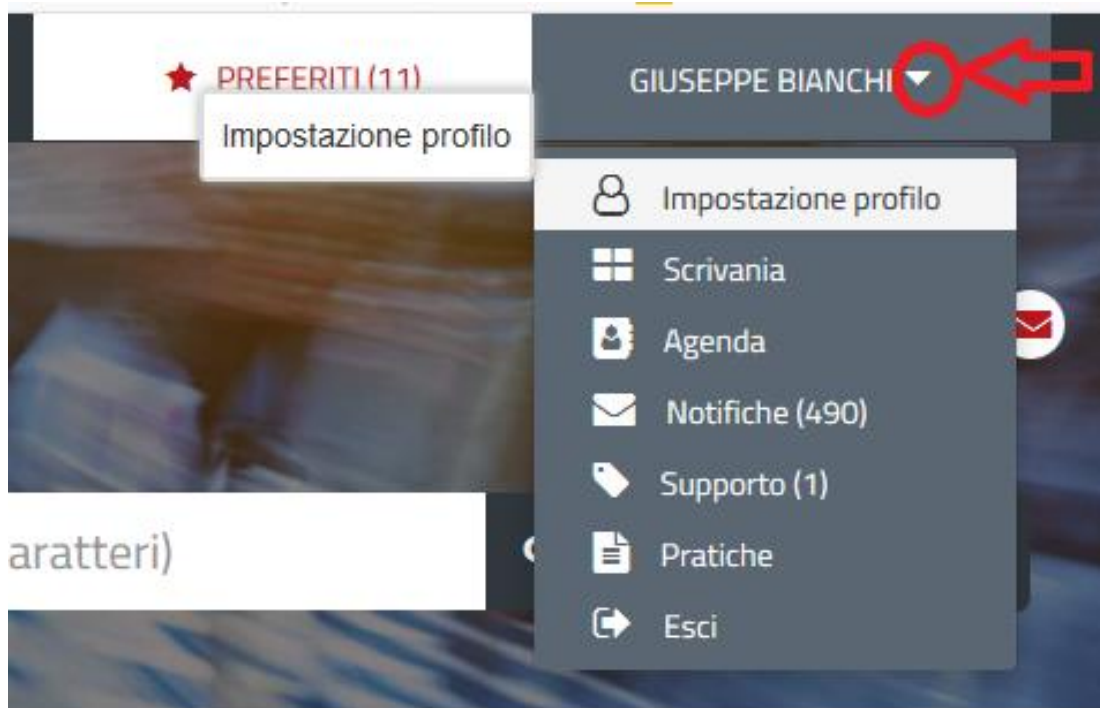 PREFERITI (11)
GIUSEPPE BIANCHI
Impostazione profilo
Impostazione profilo
Scrivania
Agenda
Notifiche (490)
Supporto (1)
aratteri)
Pratiche
Esci